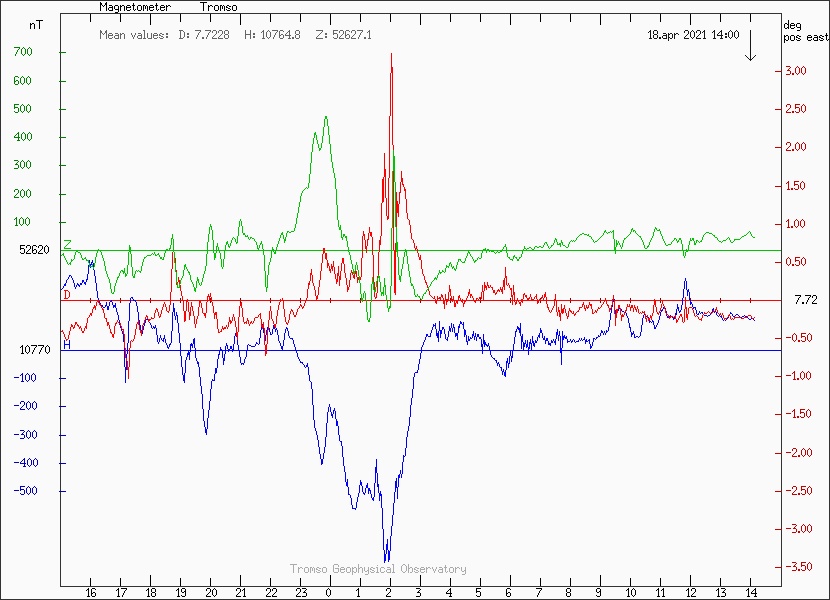 Magnetometer Tromso
nT
deg
pos east
Mean values: D: 7.7228 H: 10764.8 Z: 52627.1
18.apr 2021 14:00
700
600
500
400
300
200
100
52620
10770
-100
-200
-300
-400
-500
Z
D
H
3.00
2.50
2.00
1.50
1.00
0.50
7.72
-0.50
-1.00
-1.50
-2.00
-2.50
-3.00
-3.50
Tromso Geophysical Observatory
16 17 18 19 20 21 22 23 0 1 2 3 4 5 6 7 8 9 10 11 12 13 14